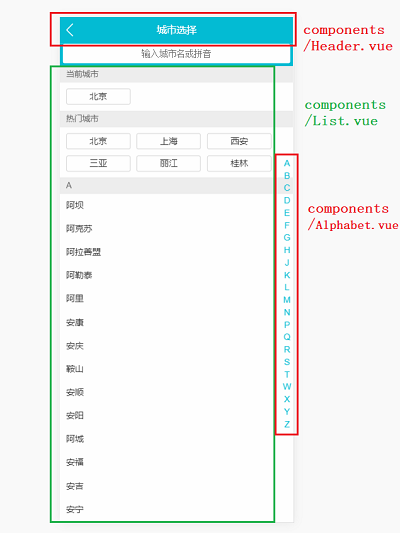 城市选择
输入城市名或拼音
当前城市
北京
热门城市
北京 上海 西安
三亚 丽江 桂林
A
阿坝
阿克苏
阿拉善盟
阿勒泰
阿里
安康
安庆
鞍山
安顺
安阳
阿城
安福
安吉
安宁
A
B
C
D
E
F
G
H
J
K
L
M
N
P
Q
R
S
T
W
X
Y
Z
components
/Header.vue
components
/List.vue
components
/Alphabet.vue